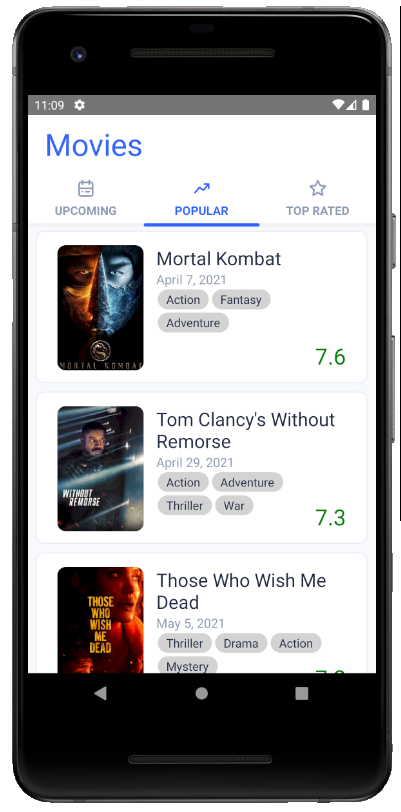 11:09
Movies
UPCOMING
POPULAR
TOP RATED
MORTAL KOMBAT
Mortal Kombat
April 7, 2021
Action Fantasy
Adventure
7.6
WITHOUT
REMORSE
Tom Clancy's Without
Remorse
April 29, 2021
Action Adventure
Thriller War
7.3
THOSE
WHO
WISH
ME
DEAD
Those Who Wish Me
Dead
May 5, 2021
Thriller Drama Action
Mystery